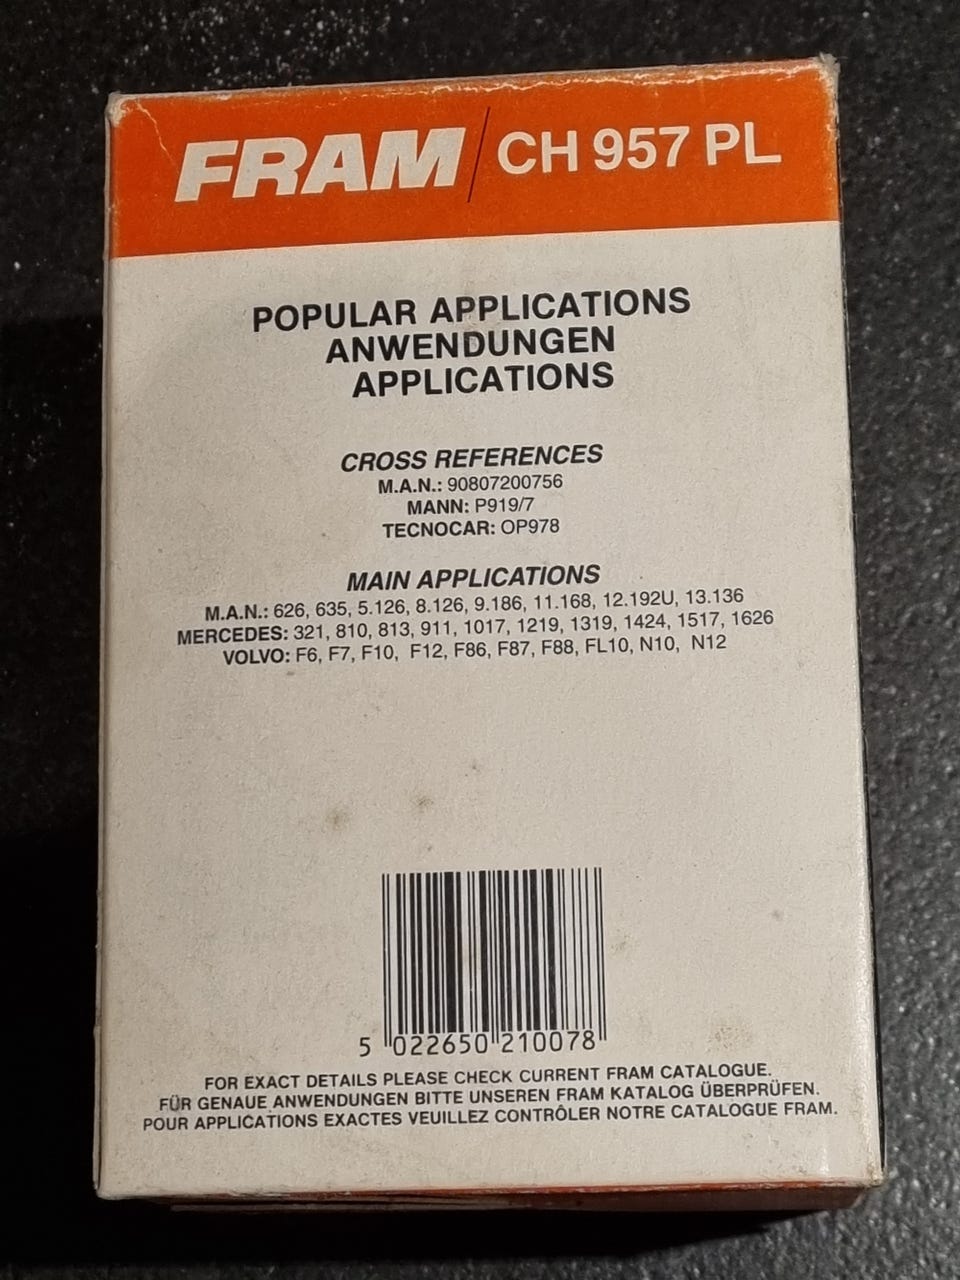 FRAM / CH 957 PL
POPULAR APPLICATIONS
ANWENDUNGEN
APPLICATIONS
CROSS REFERENCES
M.A.N.: 90807200756
MANN: P919/7
TECNOCAR: OP978
MAIN APPLICATIONS
M.A.N.: 626, 635, 5.126, 8.126, 9.186, 11.168, 12.192U, 13.136
MERCEDES: 321, 810, 813, 911, 1017, 1219, 1319, 1424, 1517, 1626
VOLVO: F6, F7, F10, F12, F86, F87, F88, FL10, N10, N12
5 022650 210078
FOR EXACT DETAILS PLEASE CHECK CURRENT FRAM CATALOGUE.
FÜR GENAUE ANWENDUNGEN BITTE UNSEREN FRAM KATALOG ÜBERPRÜFEN.
POUR APPLICATIONS EXACTES VEUILLEZ CONTRÔLER NOTRE CATALOGUE FRAM.